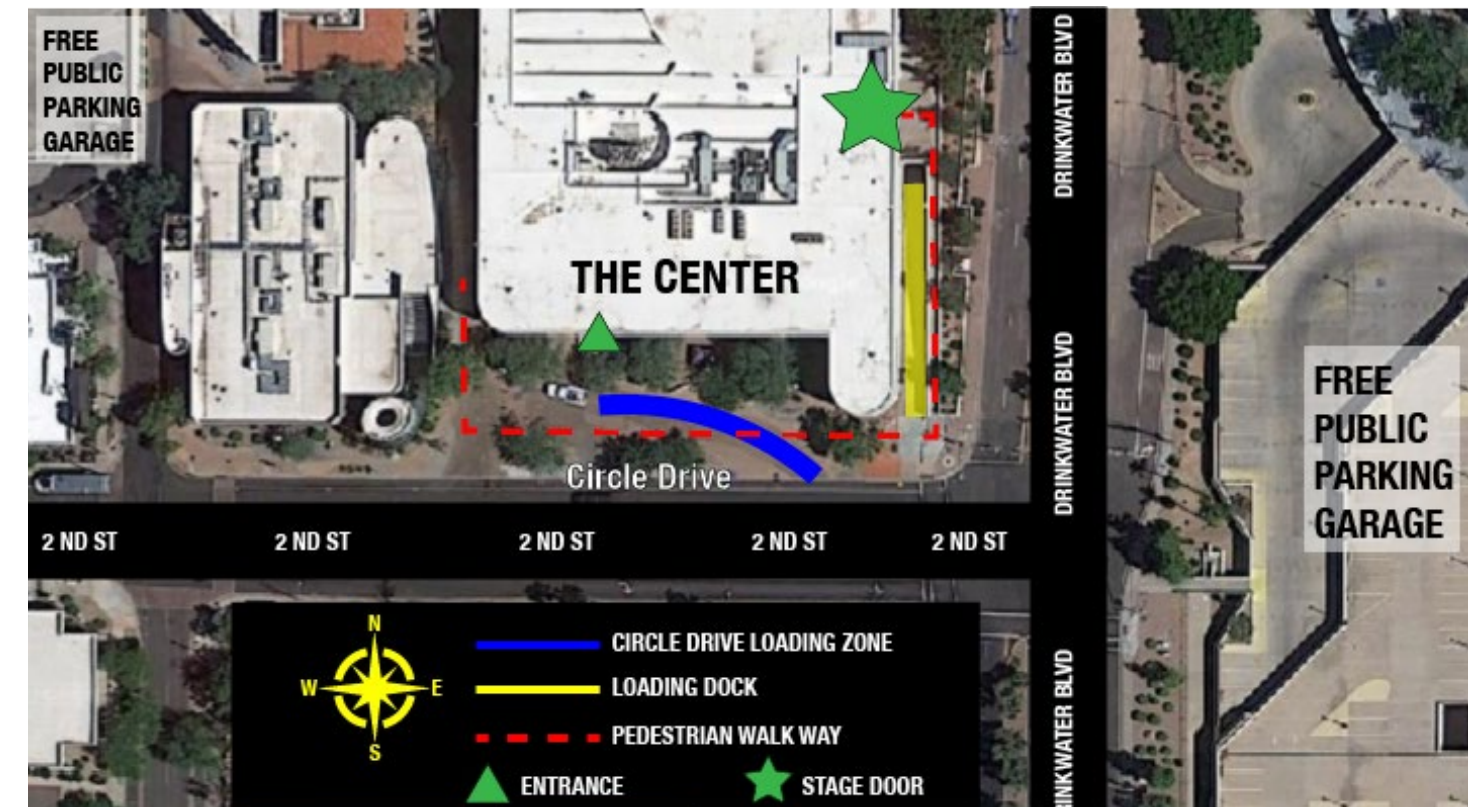 FREE
PUBLIC
PARKING
GARAGE
DRINKWATER BLVD
THE CENTER
DRINKWATER BLVD
FREE
PUBLIC
PARKING
GARAGE
Circle Drive
2 ND ST
2 ND ST
2 ND ST
2 ND ST
2 ND ST
N
W
E
S
CIRCLE DRIVE LOADING ZONE
LOADING DOCK
PEDESTRIAN WALK WAY
ENTRANCE
STAGE DOOR
INKWATER BLVD